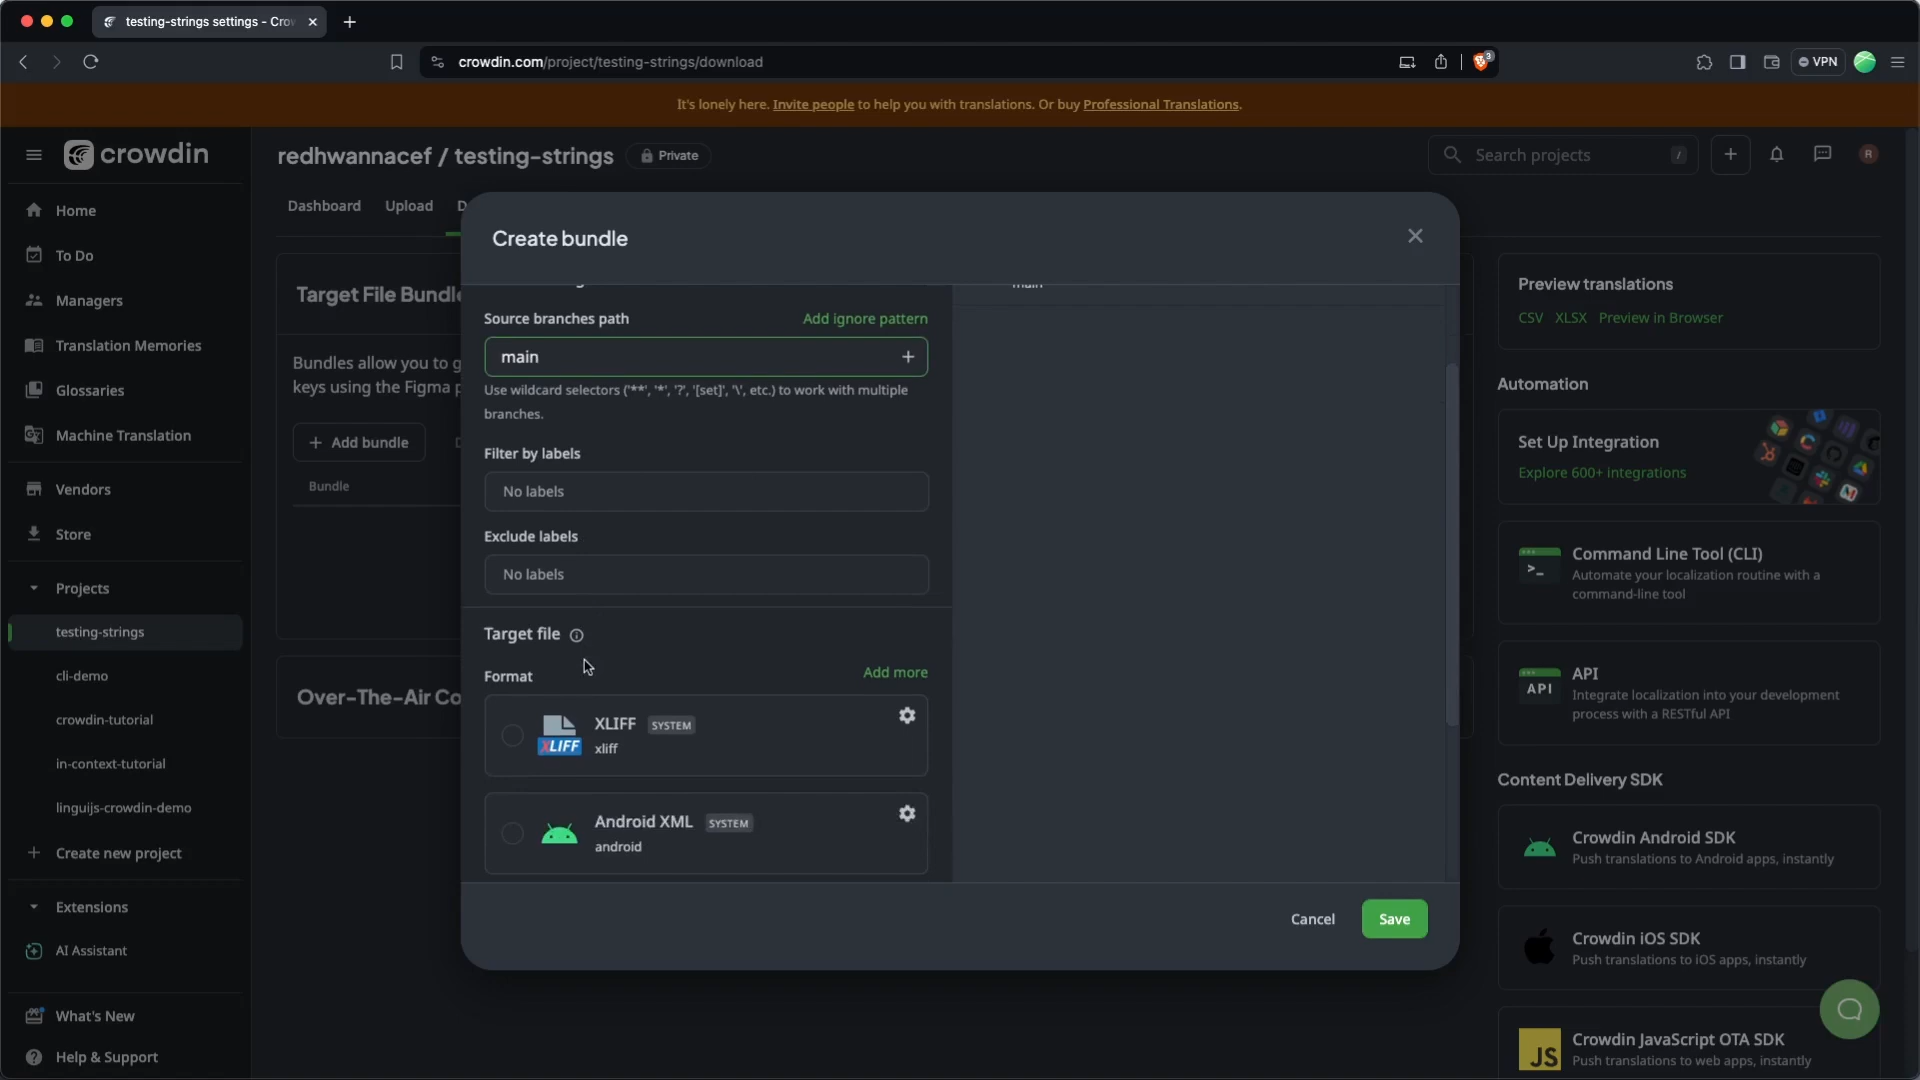 testing-strings settings - Crow
crowdin.com/project/testing-strings/download
3
VPN
It's lonely here. Invite people to help you with translations. Or buy Professional Translations.
crowdin
redhwannacef / testing-strings
Private
Search projects
/
R
Home
To Do
Managers
Translation Memories
Glossaries
Machine Translation
Vendors
Store
Projects
testing-strings
cli-demo
crowdin-tutorial
in-context-tutorial
linguijs-crowdin-demo
Create new project
Extensions
AI Assistant
What's New
Help & Support
Dashboard
Upload
D
Target File Bundle
Bundles allow you to g
keys using the Figma p
+ Add bundle
D
Bundle
Over-The-Air Co
Create bundle
main
Source branches path
Add ignore pattern
main
Use wildcard selectors ('**', '*', '?', '[set]', '\', etc.) to work with multiple
branches.
Filter by labels
No labels
Exclude labels
No labels
Target file
Format
Add more
XLIFF
XLIFF SYSTEM
xliff
Android XML SYSTEM
android
Cancel
Save
Preview translations
CSV XLSX Preview in Browser
Automation
Set Up Integration
Explore 600+ integrations
>_
Command Line Tool (CLI)
Automate your localization routine with a
command-line tool
API
API
Integrate localization into your development
process with a RESTful API
Content Delivery SDK
Crowdin Android SDK
Push translations to Android apps, instantly
Crowdin iOS SDK
Push translations to iOS apps, instantly
JS
Crowdin JavaScript OTA SDK
Push translations to web apps, instantly